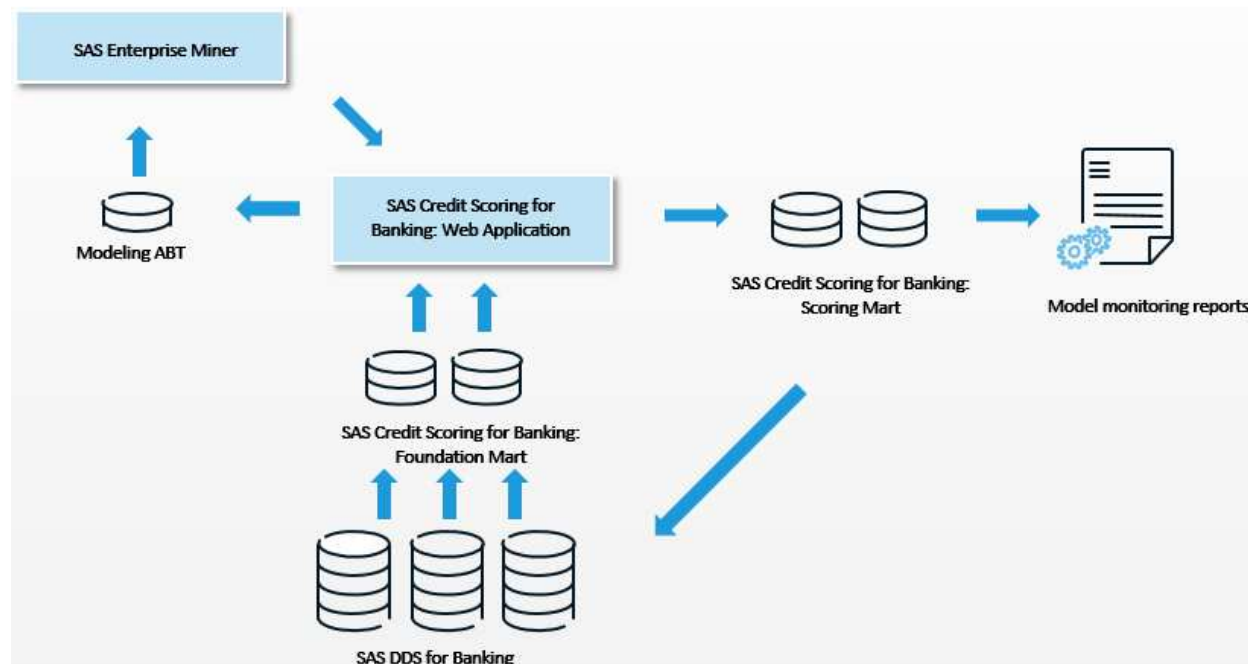 SAS Enterprise Miner
SAS Credit Scoring for
Banking: Web Application
Modeling ABT
SAS Credit Scoring for Banking:
Scoring Mart
Model monitoring reports
SAS Credit Scoring for Banking:
Foundation Mart
SAS DDS for Banking